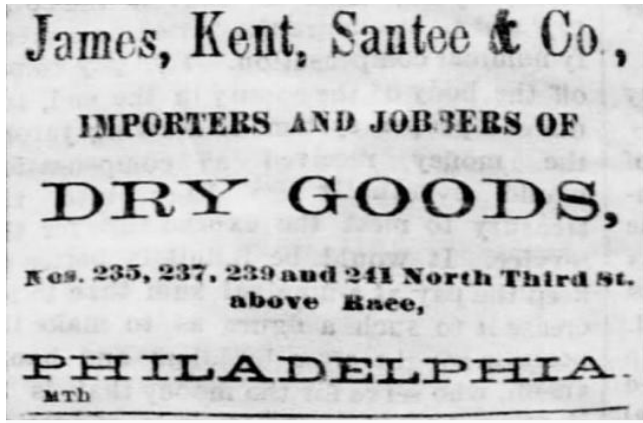 James, Kent, Santee & Co.,
IMPORTERS AND JOBBERS OF
DRY GOODS,
Nos. 235, 237, 239 and 241 North Third St.
above Race,
PHILADELPHIA.
MTh